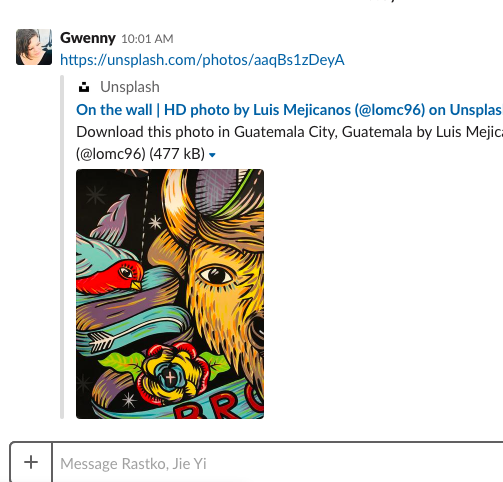 Gwenny 10:01 AM
https://unsplash.com/photos/aaqBs1zDeyA
Unsplash
On the wall | HD photo by Luis Mejicanos (@lomc96) on Unsplas
Download this photo in Guatemala City, Guatemala by Luis Mejica
(@lomc96) (477 kB)
BRO
Message Rastko, Jie Yi